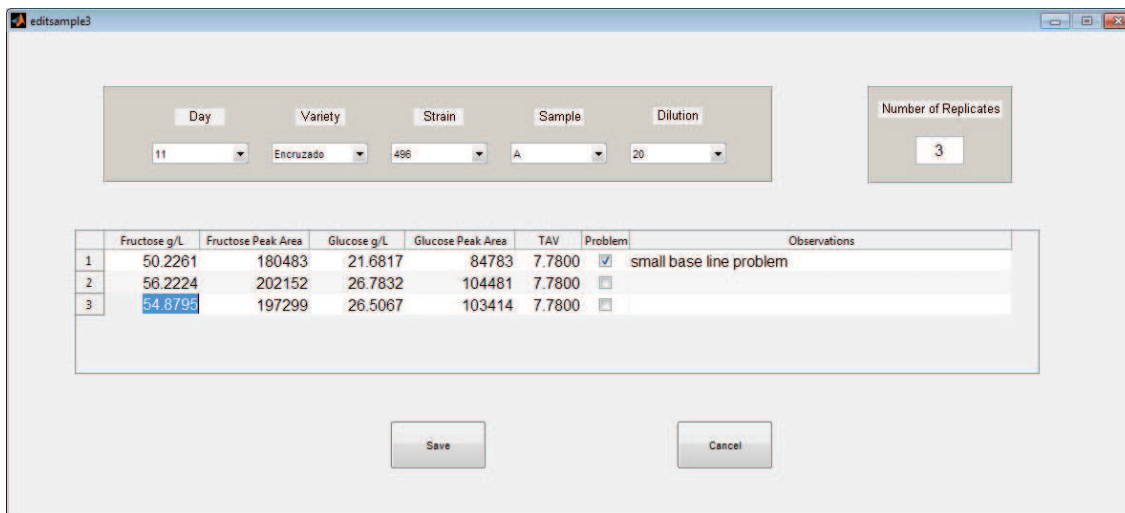 editsample3
Day Variety Strain Sample Dilution
11 Encruzado 496 A 20
Number of Replicates
3
Fructose g/L Fructose Peak Area Glucose g/L Glucose Peak Area TAV Problem Observations
1 50.2261 180483 21.6817 84783 7.7800 small base line problem
2 56.2224 202152 26.7832 104481 7.7800
3 54.8795 197299 26.5067 103414 7.7800
Save Cancel